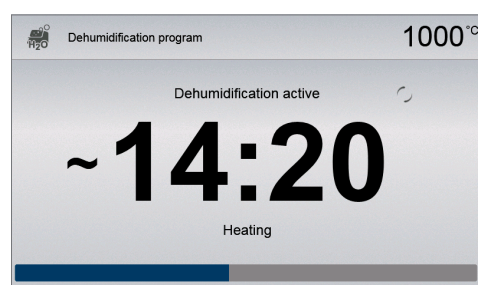 H2O Dehumidification program 1000°C
Dehumidification active
~14:20
Heating